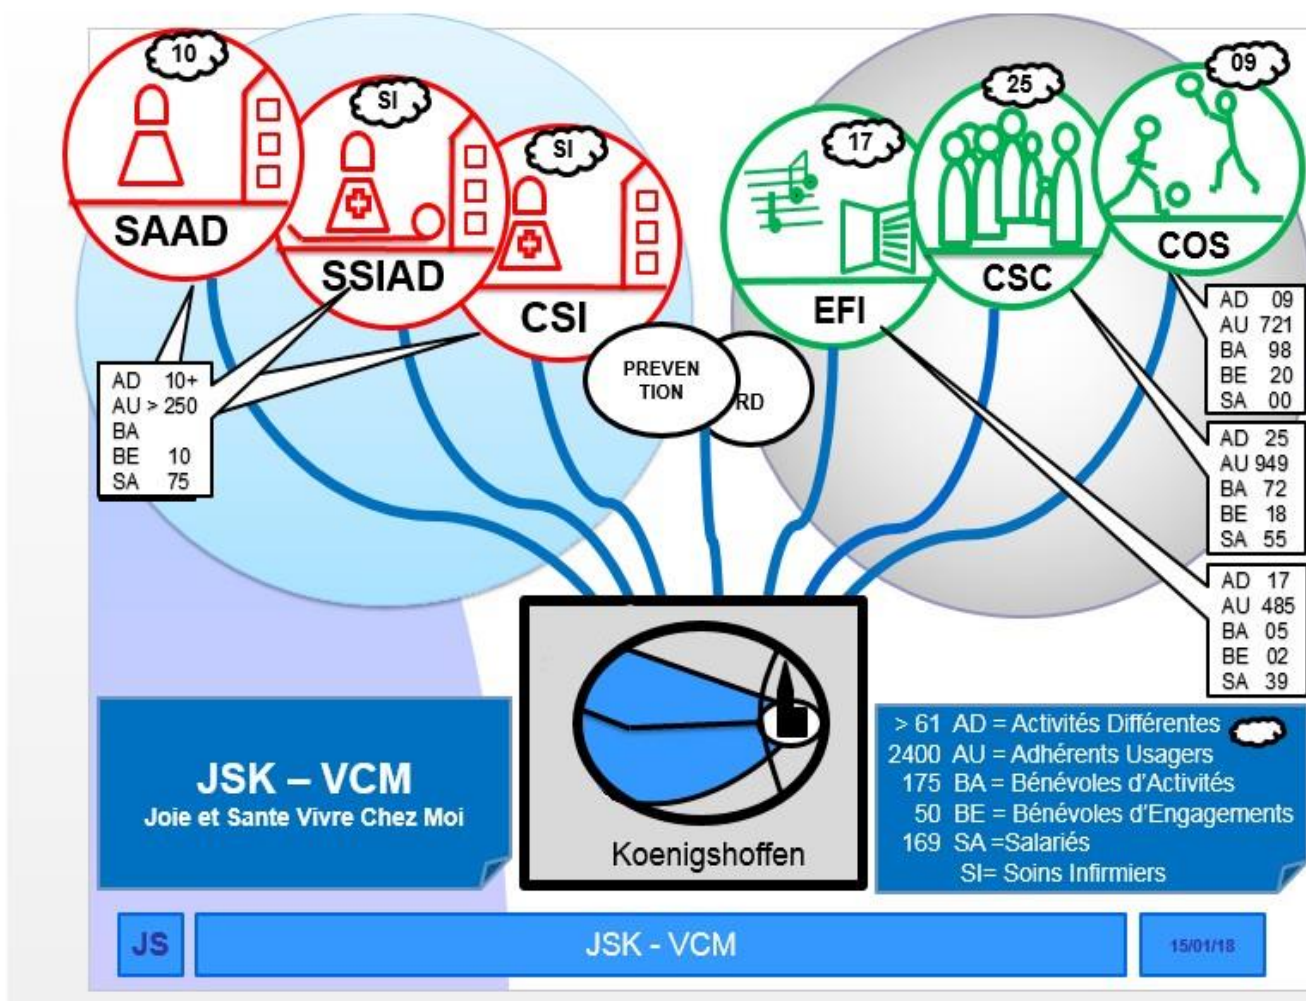 10
SI
SI
17
25
09
SAAD
SSIAD
CSI
EFI
CSC
COS
PREVEN
TION
RD
AD 10+
AU > 250
BA
BE 10
SA 75
AD 09
AU 721
BA 98
BE 20
SA 00
AD 25
AU 949
BA 72
BE 18
SA 55
AD 17
AU 485
BA 05
BE 02
SA 39
JSK – VCM
Joie et Sante Vivre Chez Moi
Koenigshoffen
> 61 AD = Activités Différentes
2400 AU = Adhérents Usagers
175 BA = Bénévoles d'Activités
50 BE = Bénévoles d'Engagements
169 SA =Salariés
SI= Soins Infirmiers
JS
JSK - VCM
15/01/18